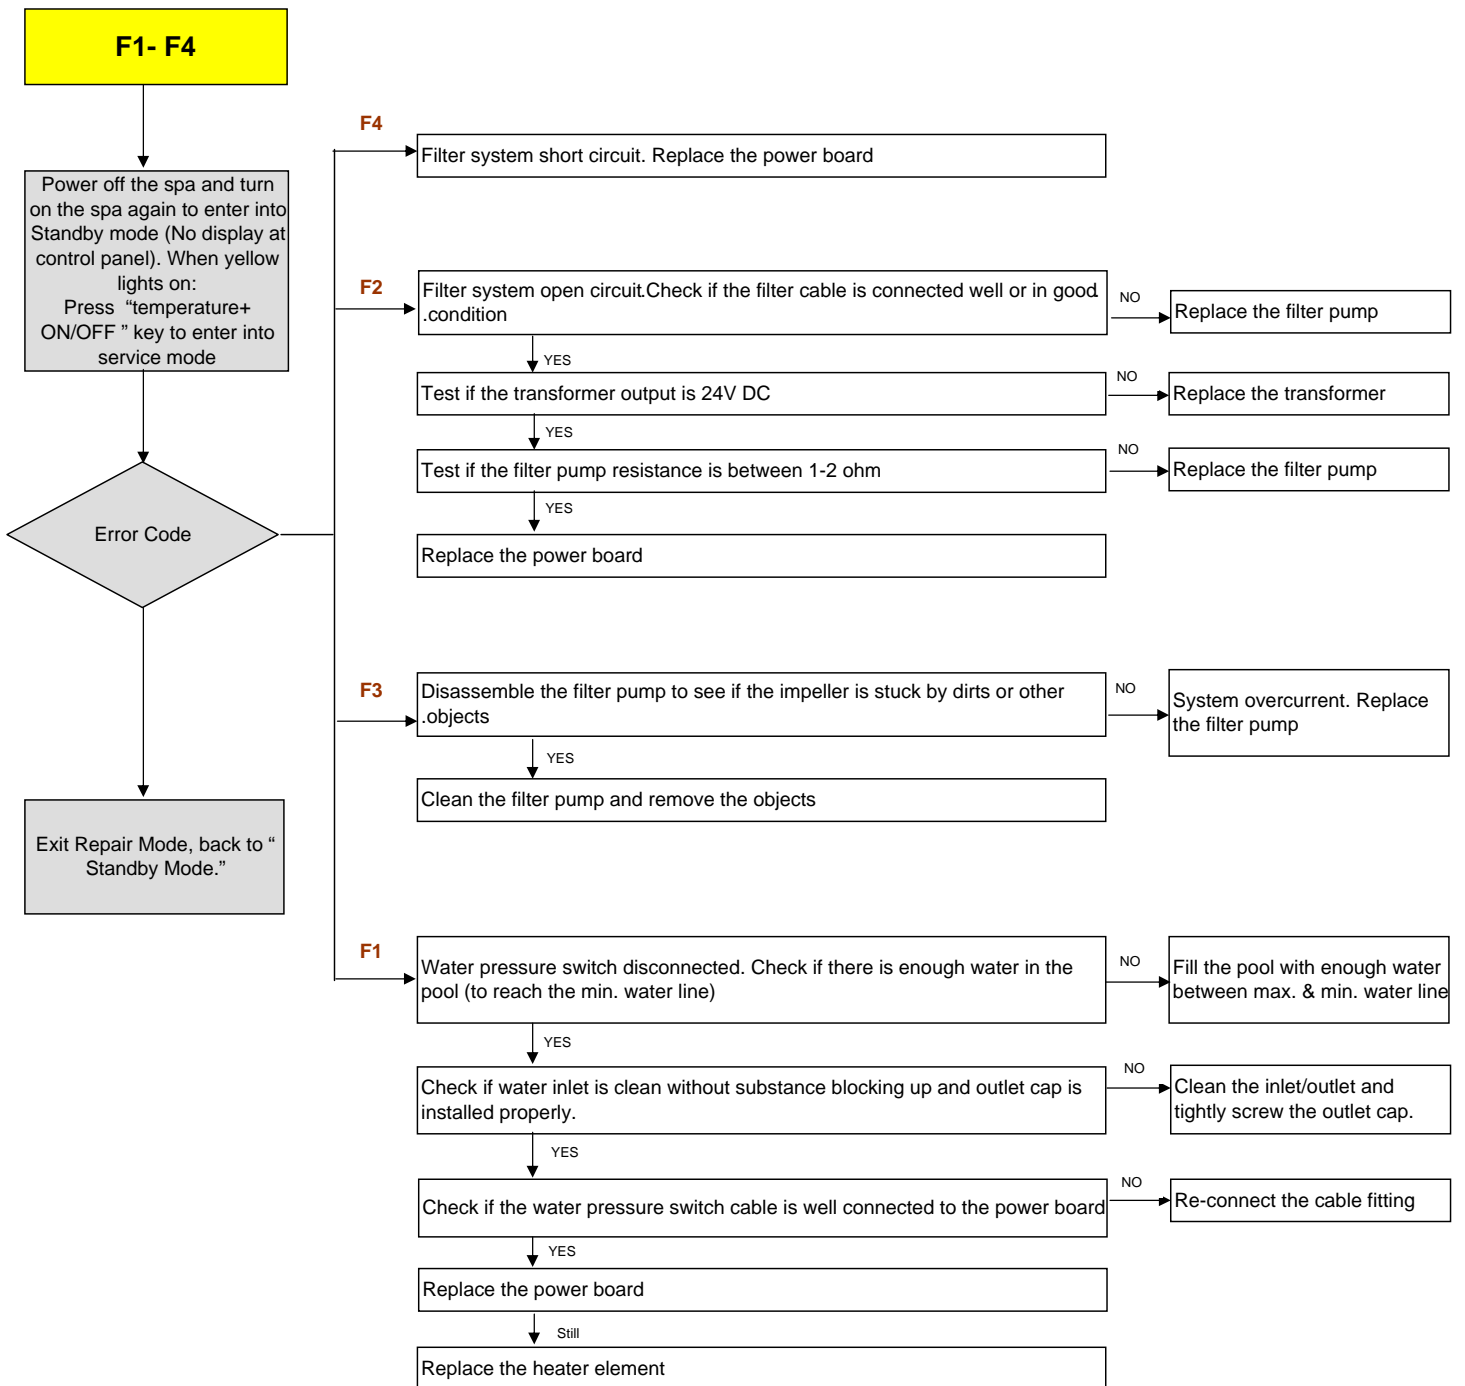 F1- F4
Power off the spa and turn
on the spa again to enter into
Standby mode (No display at
control panel). When yellow
lights on:
Press “temperature+
ON/OFF ” key to enter into
service mode
Error Code
Exit Repair Mode, back to “
Standby Mode.”
F4
Filter system short circuit. Replace the power board
F2
Filter system open circuit.Check if the filter cable is connected well or in good
.condition
NO
Replace the filter pump
YES
Test if the transformer output is 24V DC
NO
Replace the transformer
YES
Test if the filter pump resistance is between 1-2 ohm
NO
Replace the filter pump
YES
Replace the power board
F3
Disassemble the filter pump to see if the impeller is stuck by dirts or other
.objects
NO
System overcurrent. Replace
the filter pump
YES
Clean the filter pump and remove the objects
F1
Water pressure switch disconnected. Check if there is enough water in the
pool (to reach the min. water line)
NO
Fill the pool with enough water
between max. & min. water line
YES
Check if water inlet is clean without substance blocking up and outlet cap is
installed properly.
NO
Clean the inlet/outlet and
tightly screw the outlet cap.
YES
Check if the water pressure switch cable is well connected to the power board
NO
Re-connect the cable fitting
YES
Replace the power board
Still
Replace the heater element